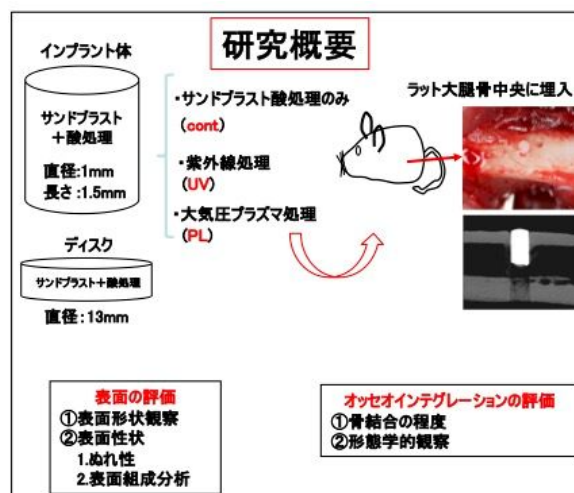 研究概要
インプラント体
サンドブラスト
＋酸処理
直径：1mm
長さ：1.5mm
ディスク
サンドブラスト＋酸処理
直径：13mm
・サンドブラスト酸処理のみ
(cont)
・紫外線処理
(UV)
・大気圧プラズマ処理
(PL)
ラット大腿骨中央に埋入
表面の評価
①表面形状観察
②表面性状
1.ぬれ性
2.表面組成分析
オッセオインテグレーションの評価
①骨結合の程度
②形態学的観察